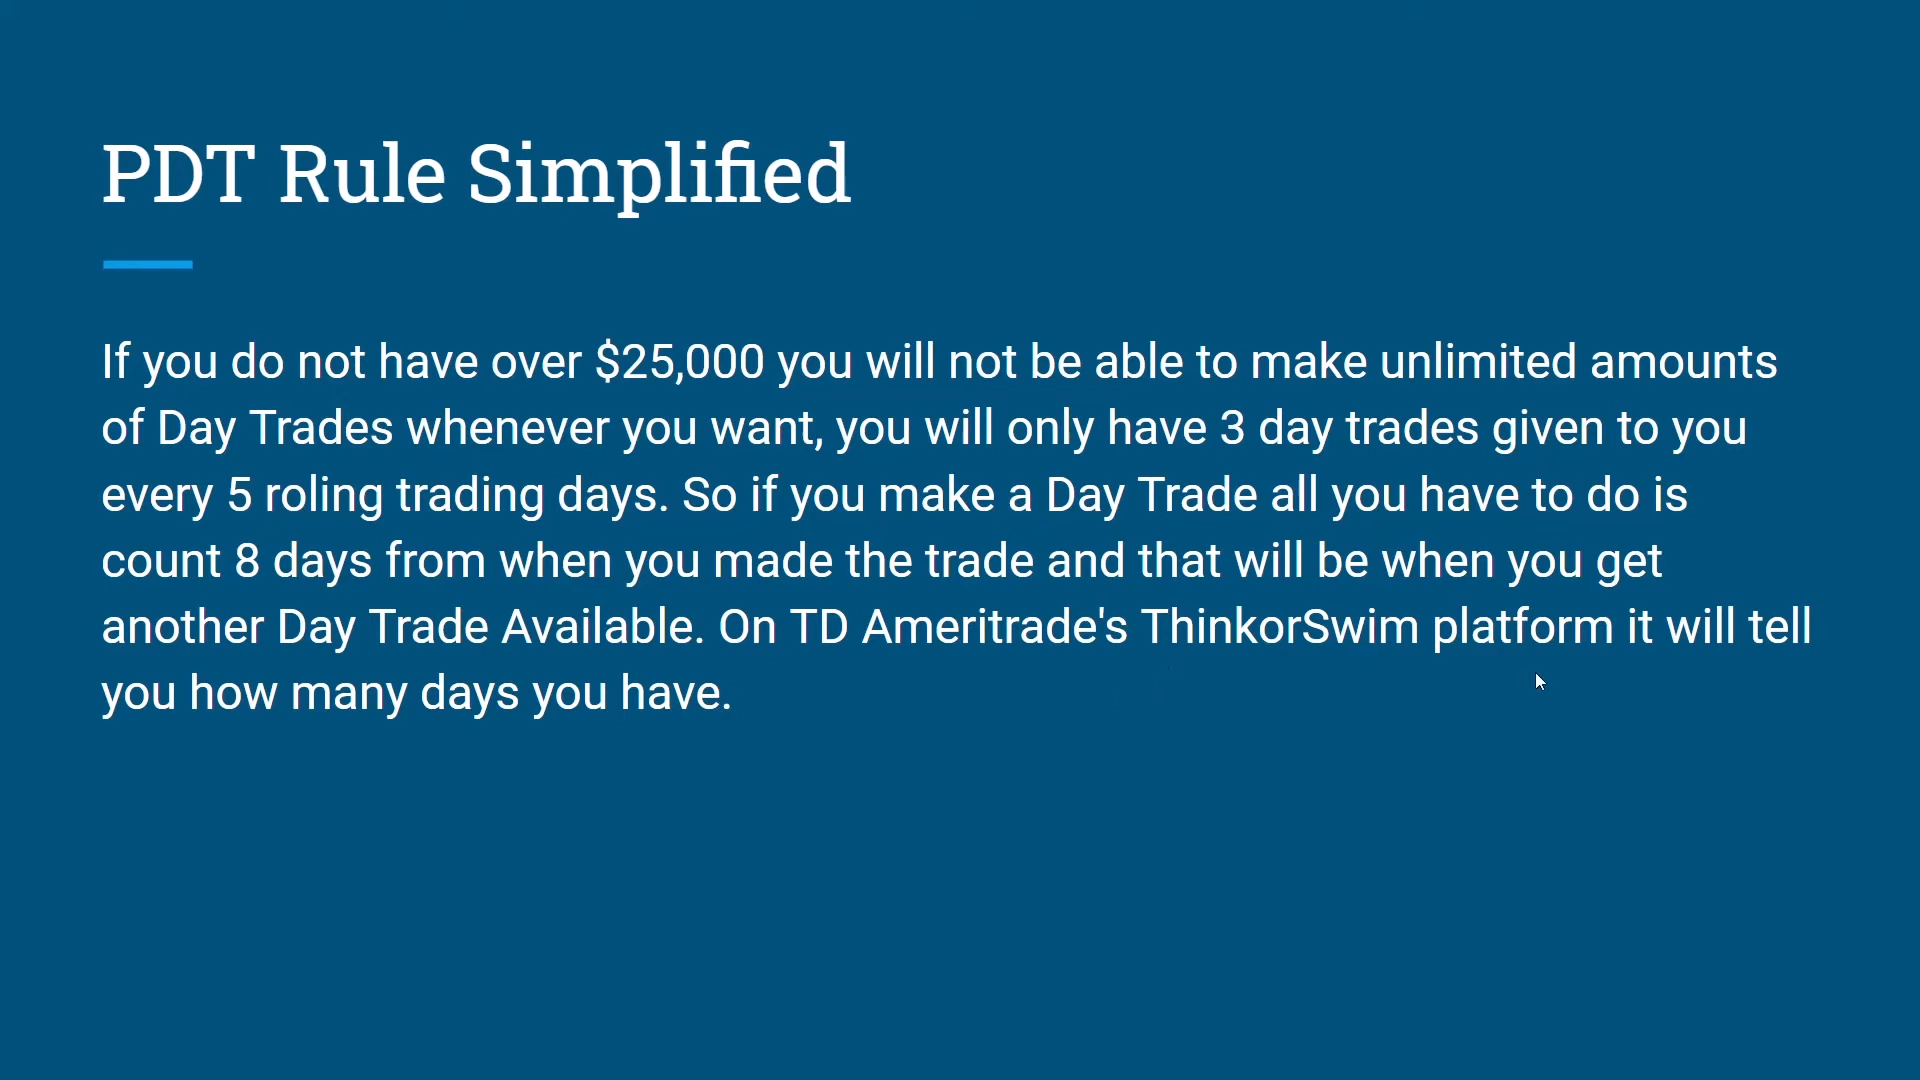 PDT Rule Simplified
If you do not have over $25,000 you will not be able to make unlimited amounts
of Day Trades whenever you want, you will only have 3 day trades given to you
every 5 roling trading days. So if you make a Day Trade all you have to do is
count 8 days from when you made the trade and that will be when you get
another Day Trade Available. On TD Ameritrade's ThinkorSwim platform it will tell
you how many days you have.